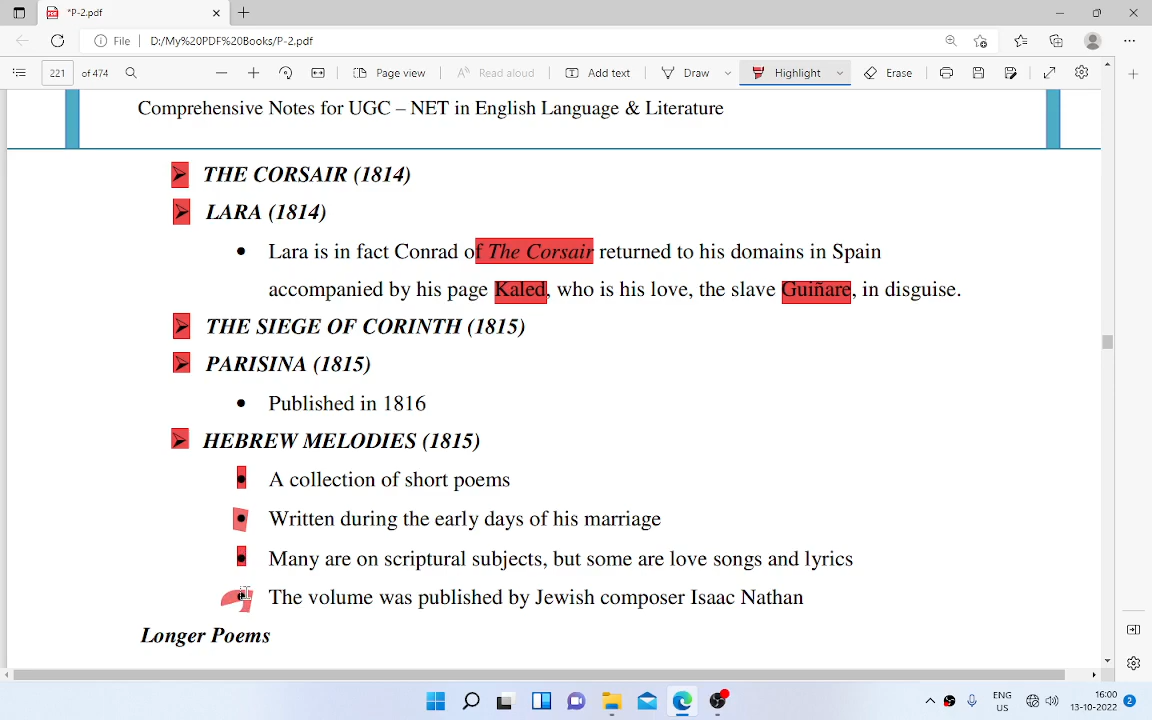 *P-2.pdf
File D:/My%20PDF%20Books/P-2.pdf
221 of 474 Page view Read aloud Add text Draw Highlight Erase
Comprehensive Notes for UGC – NET in English Language & Literature
THE CORSAIR (1814)
LARA (1814)
Lara is in fact Conrad of The Corsair returned to his domains in Spain
accompanied by his page Kaled, who is his love, the slave Guiñare, in disguise.
THE SIEGE OF CORINTH (1815)
PARISINA (1815)
Published in 1816
HEBREW MELODIES (1815)
A collection of short poems
Written during the early days of his marriage
Many are on scriptural subjects, but some are love songs and lyrics
The volume was published by Jewish composer Isaac Nathan
Longer Poems
ENG 16:00
US 13-10-2022 2